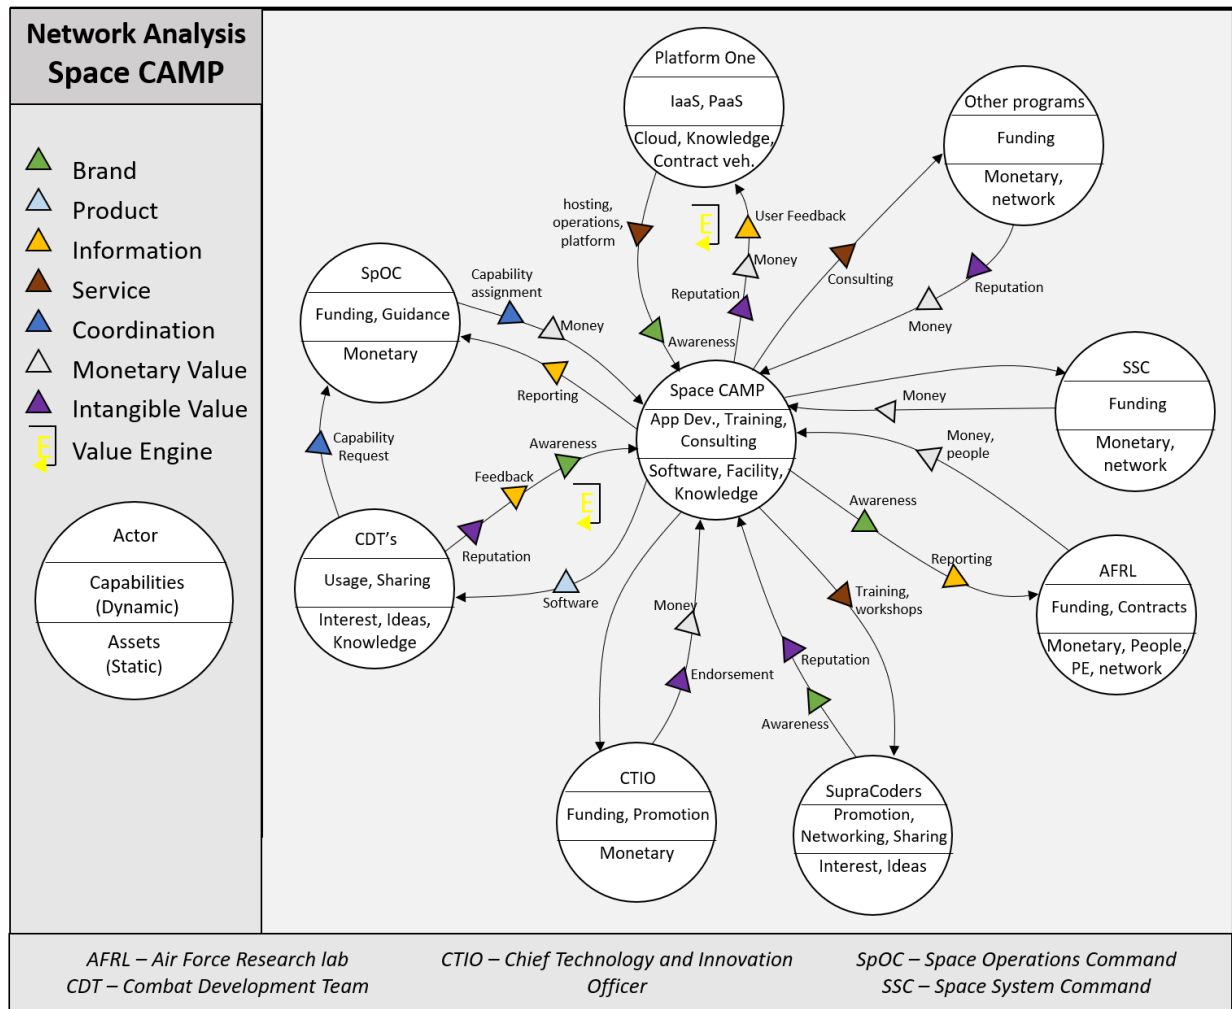 Network Analysis
Space CAMP
Brand
Product
Information
Service
Coordination
Monetary Value
Intangible Value
E
Value Engine
Actor
Capabilities
(Dynamic)
Assets
(Static)
Platform One
IaaS, PaaS
Cloud, Knowledge,
Contract veh.
Other programs
Funding
Monetary,
network
hosting,
operations,
platform
E
User Feedback
Money
Reputation
Awareness
Consulting
Reputation
Money
SpOC
Funding, Guidance
Monetary
Capability
assignment
Money
Reporting
Capability
Request
Space CAMP
App Dev., Training,
Consulting
Software, Facility,
Knowledge
SSC
Funding
Monetary,
network
Money
Money,
people
Awareness
Feedback
Reputation
E
Software
CDT's
Usage, Sharing
Interest, Ideas,
Knowledge
Awareness
Reporting
AFRL
Funding, Contracts
Monetary, People,
PE, network
Money
Endorsement
Training,
workshops
Reputation
Awareness
CTIO
Funding, Promotion
Monetary
SupraCoders
Promotion,
Networking, Sharing
Interest, Ideas
AFRL – Air Force Research lab
CDT – Combat Development Team
CTIO – Chief Technology and Innovation
Officer
SpOC – Space Operations Command
SSC – Space System Command